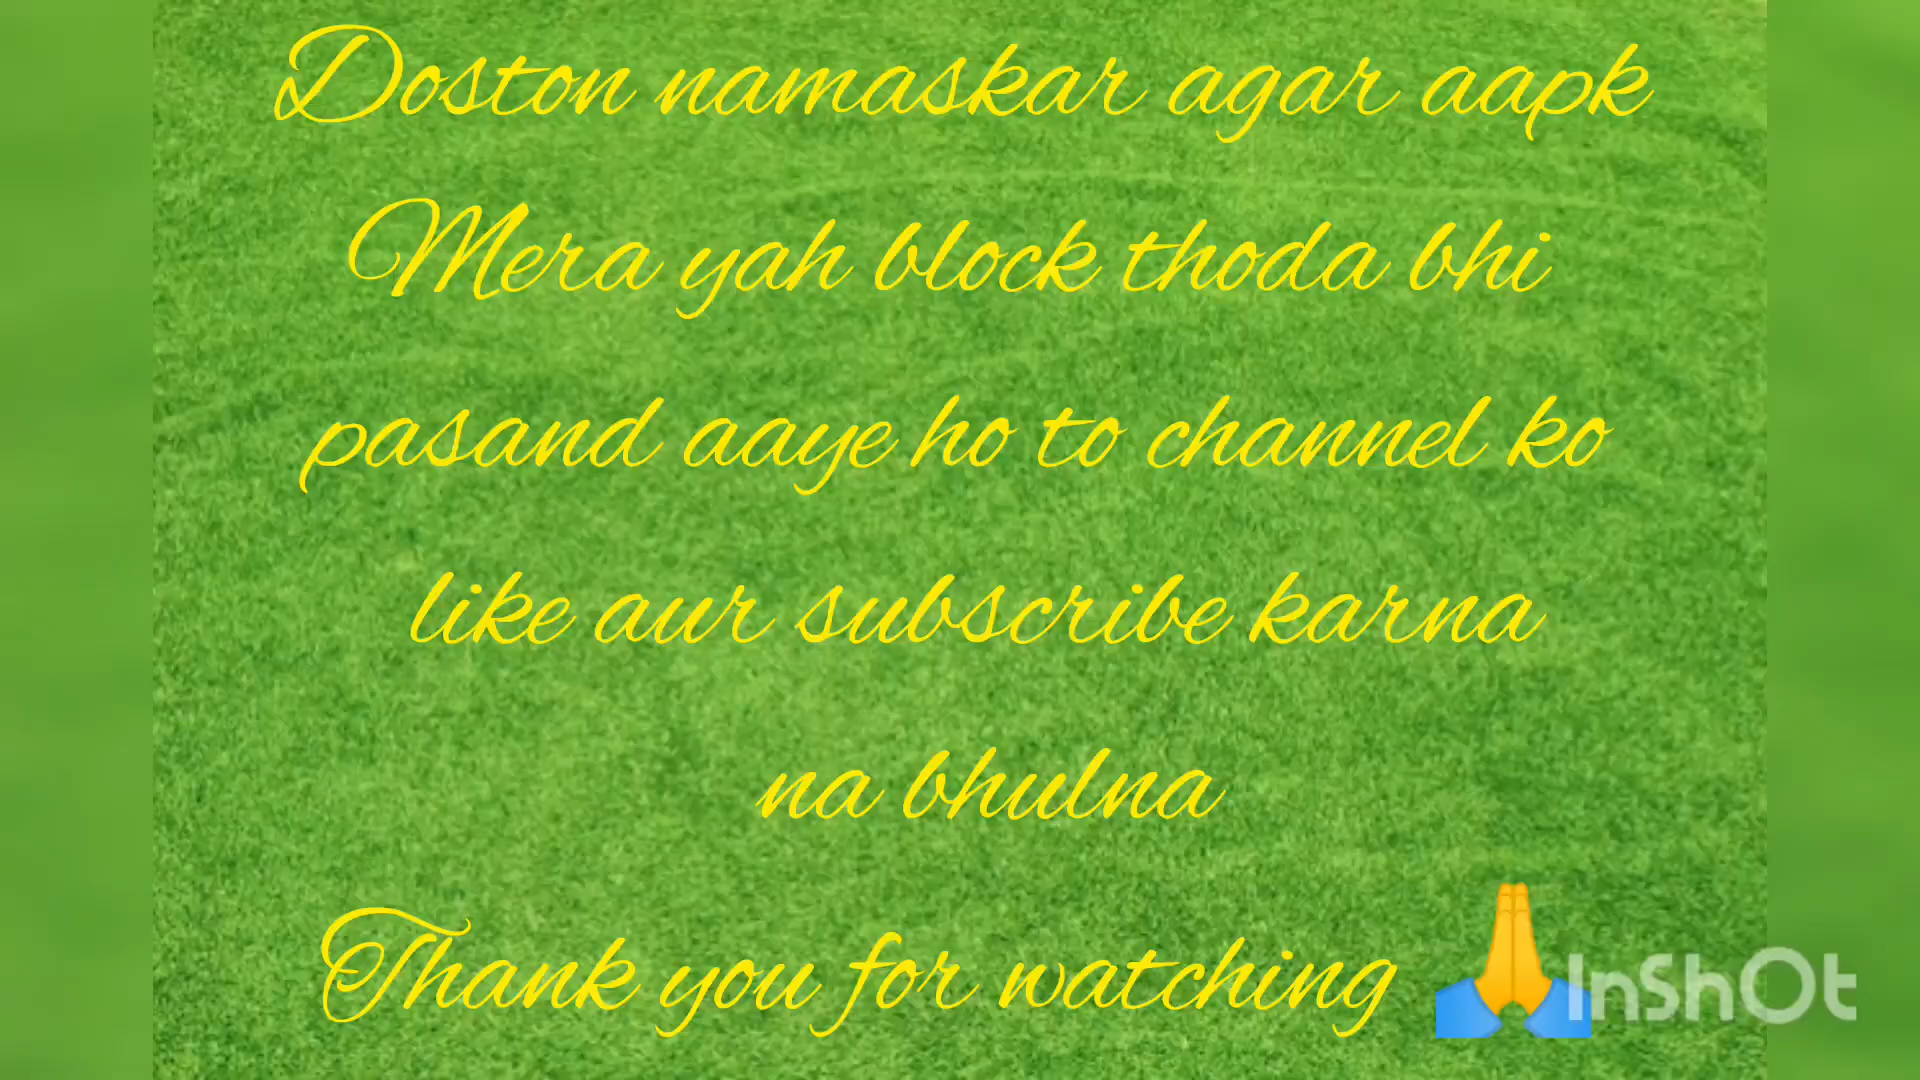 Doston namaskar agar aapk
Mera yah block thoda bhi
pasand aaye ho to channel ko
like aur subscribe karna
na bhulna
Thank you for watching 🙏
InShOt